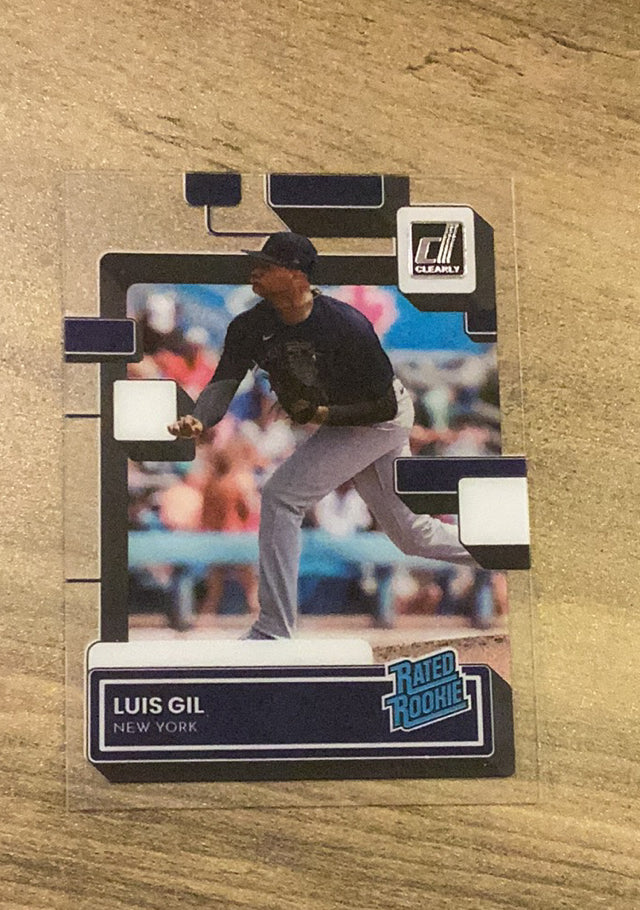 CLEARLY
LUIS GIL
NEW YORK
RATED
ROOKIE